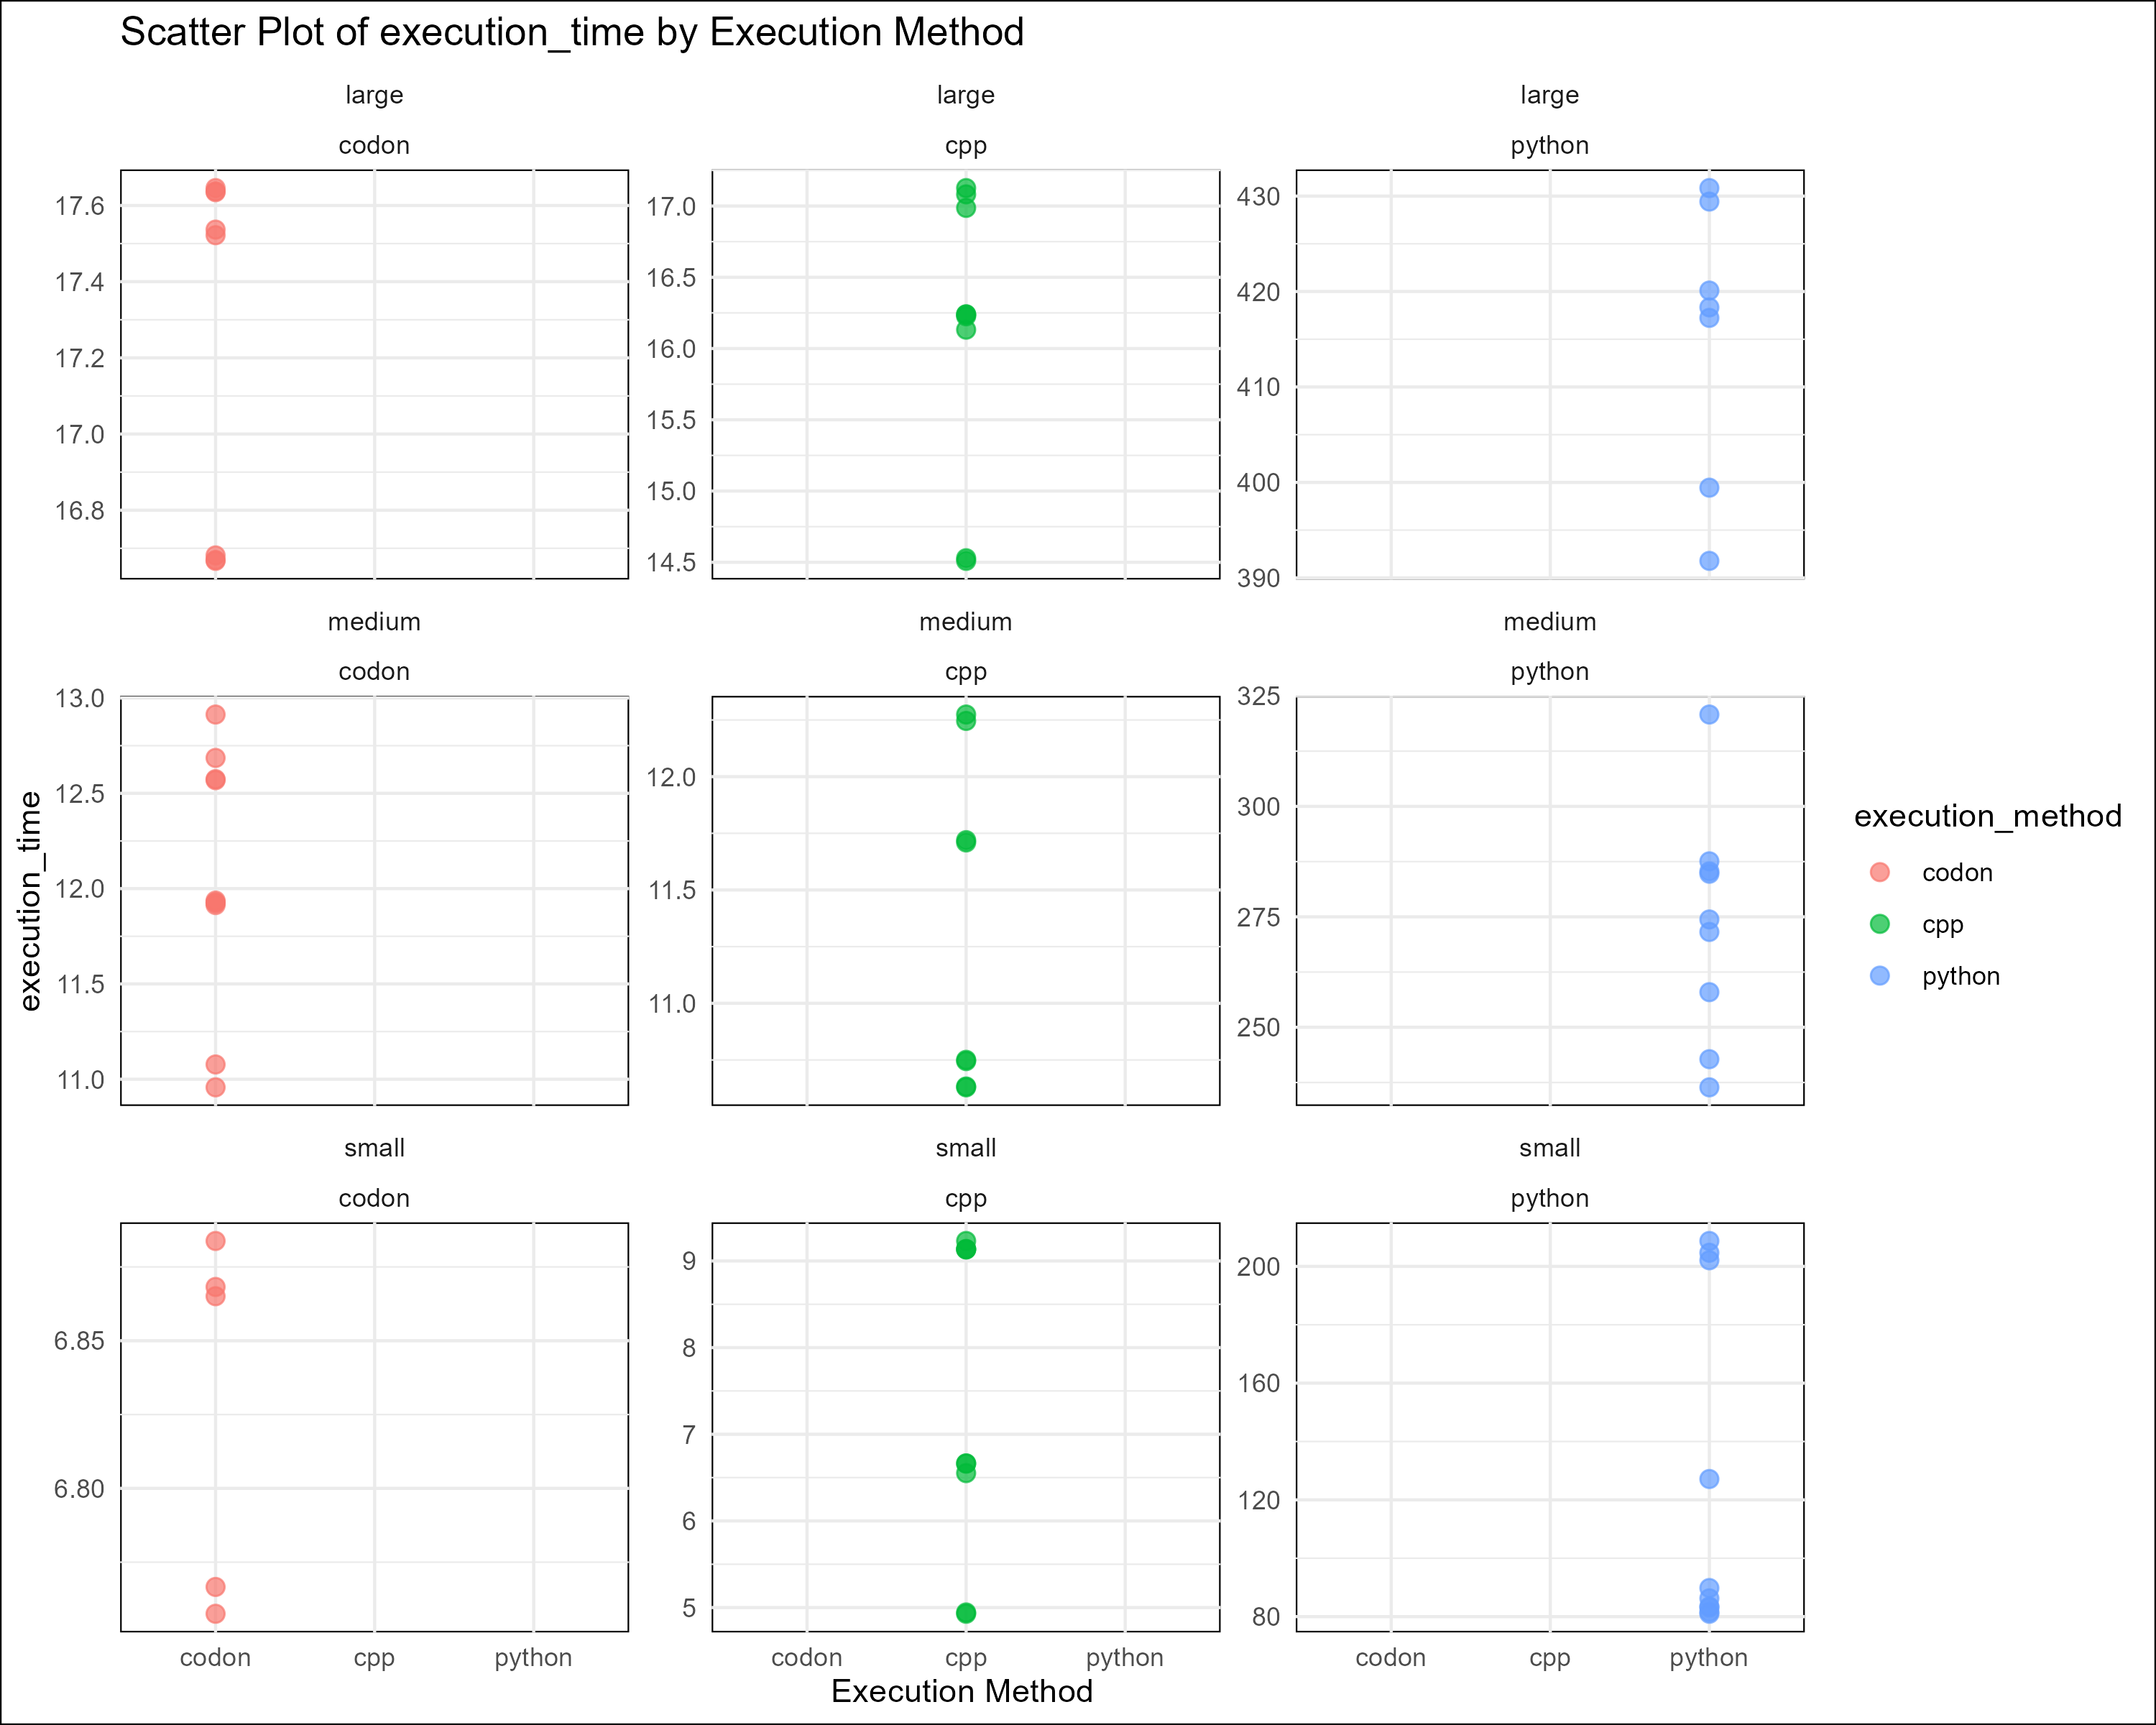 Scatter Plot of execution_time by Execution Method
large
codon
17.6
17.4
17.2
17.0
16.8
large
cpp
17.0
16.5
16.0
15.5
15.0
14.5
large
python
430
420
410
400
390
medium
codon
13.0
12.5
12.0
11.5
11.0
medium
cpp
12.0
11.5
11.0
medium
python
325
300
275
250
small
codon
6.85
6.80
codon cpp python
small
cpp
9
8
7
6
5
codon cpp python
small
python
200
160
120
80
codon cpp python
execution_time
Execution Method
execution_method
codon
cpp
python